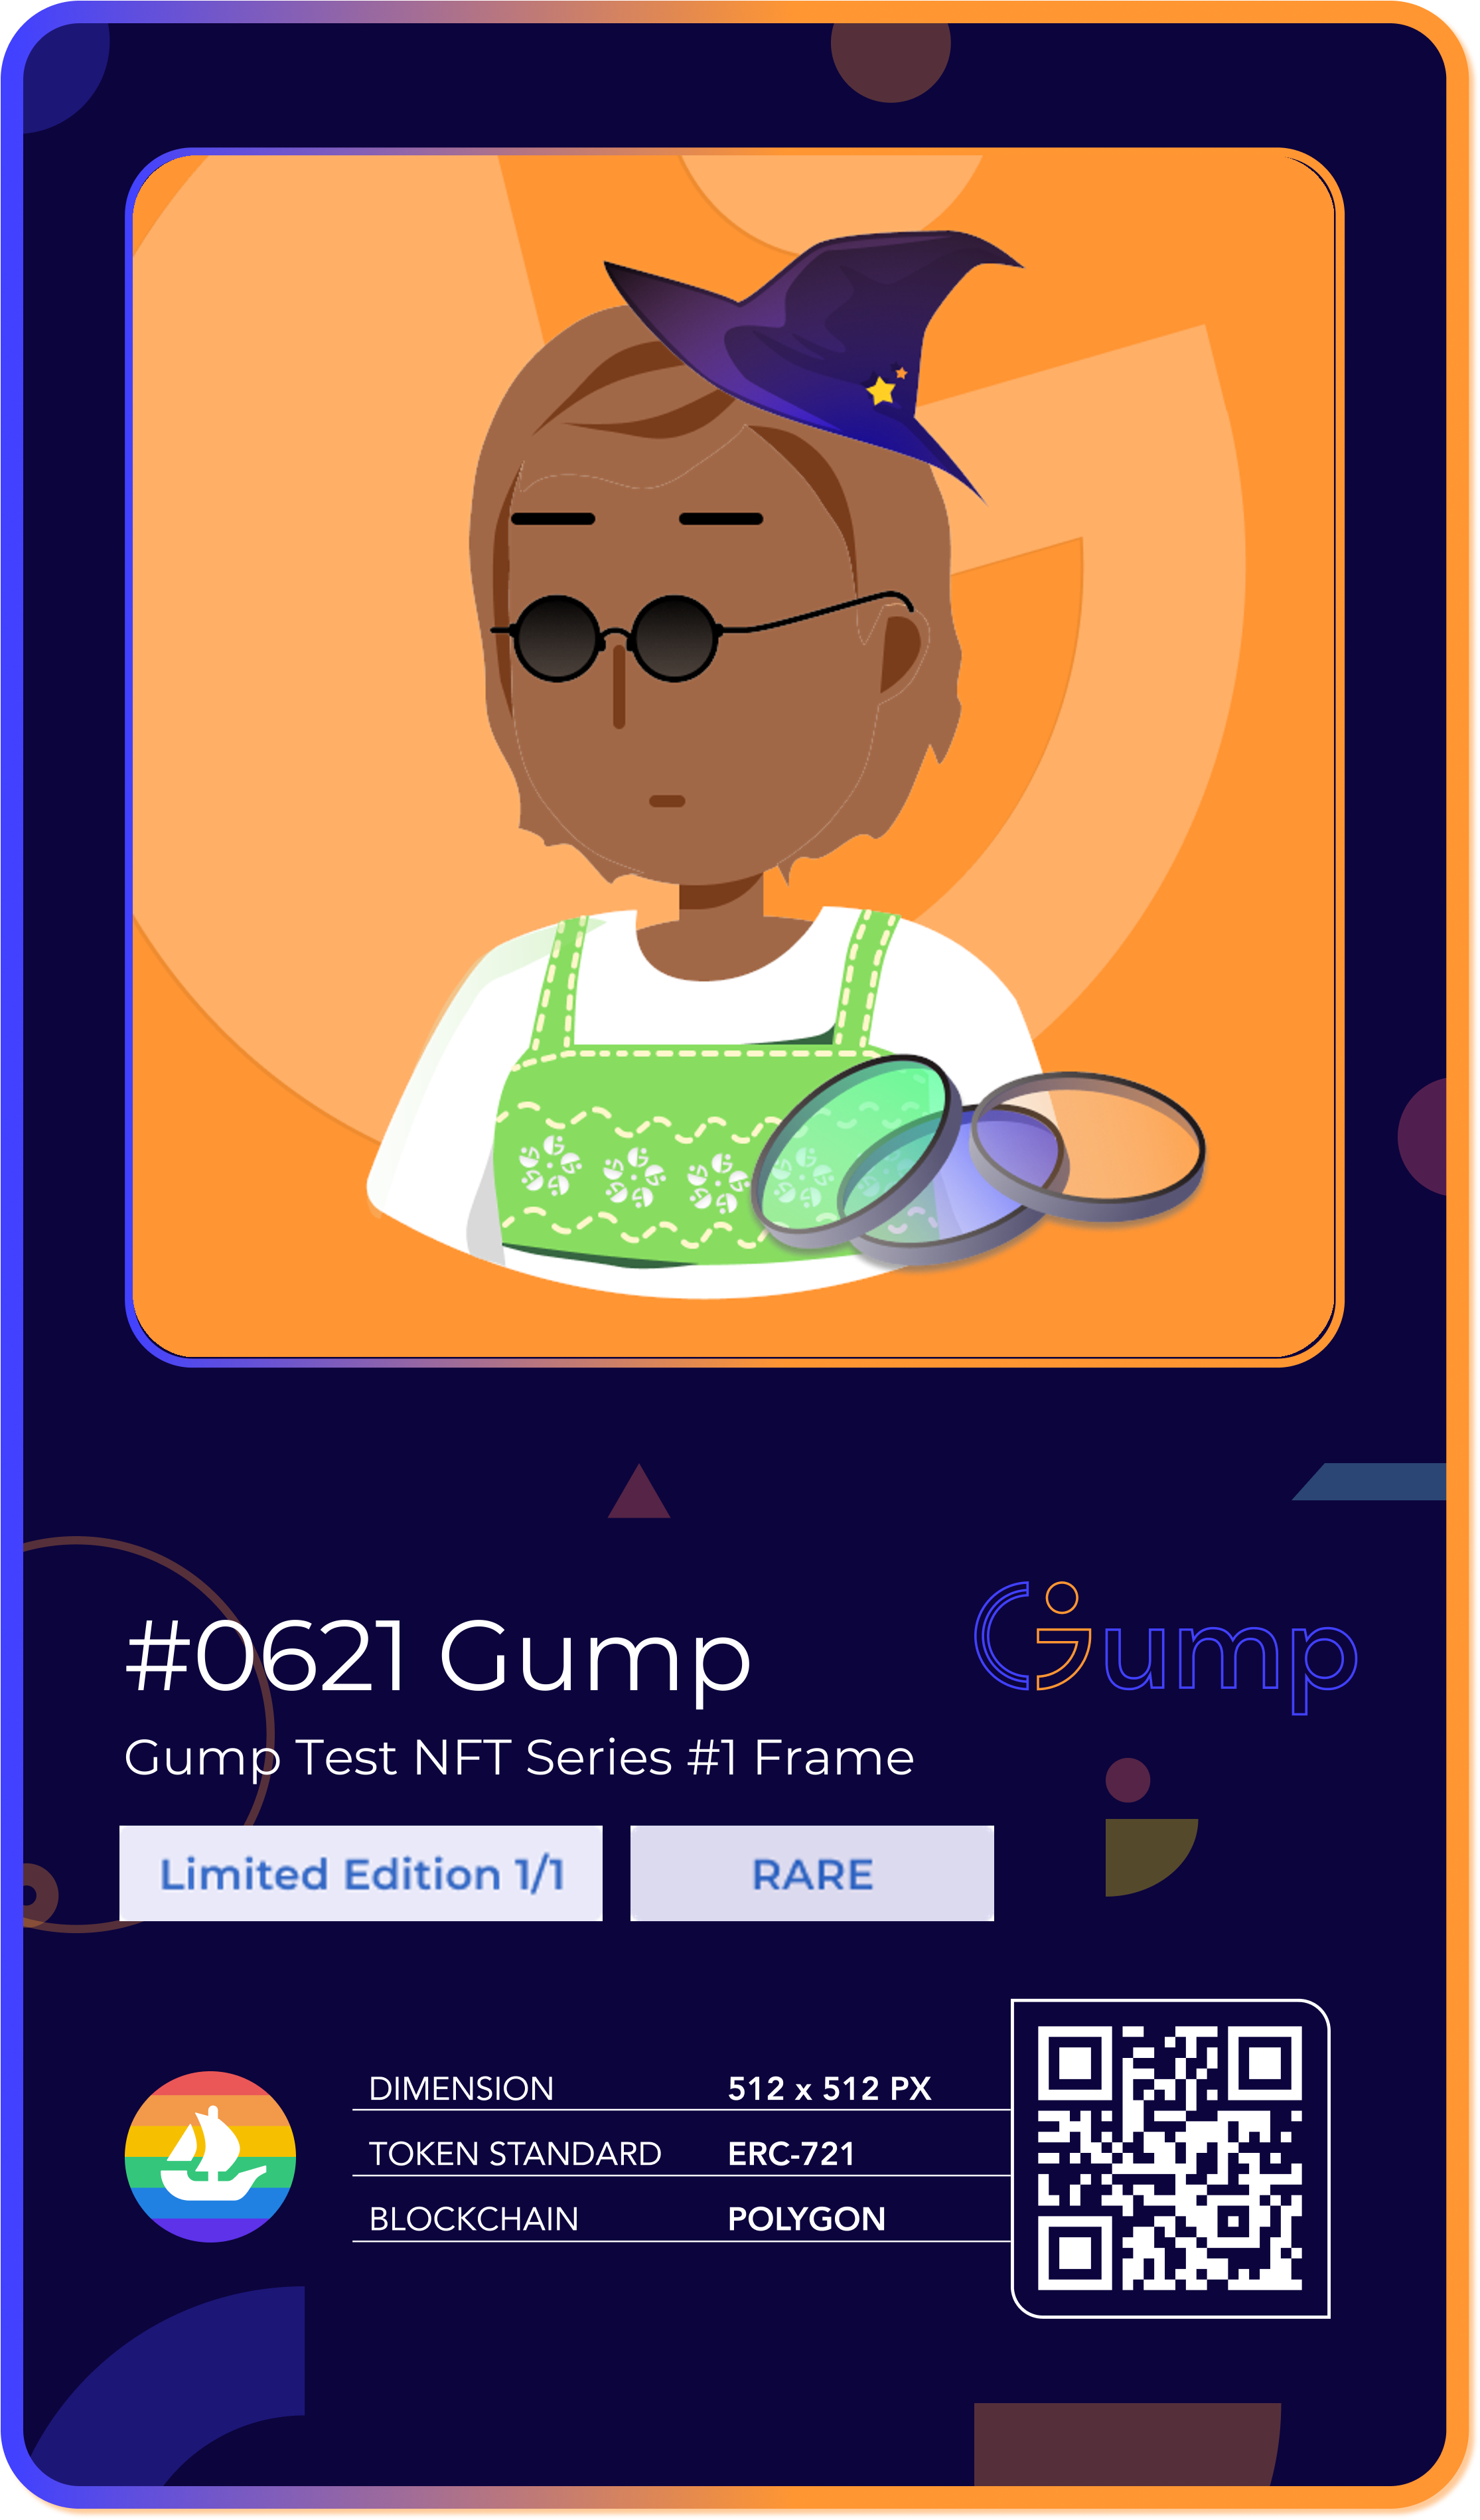 #0621 Gump
Gump
Gump Test NFT Series #1 Frame
Limited Edition 1/1
RARE
DIMENSION 512 x 512 PX
TOKEN STANDARD ERC-721
BLOCKCHAIN POLYGON